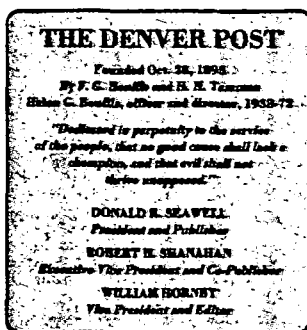 THE DENVER POST
Founded Oct. 28, 1895
By F. G. Bonfils and H. H. Tammen
Helen G. Bonfils, officer and director, 1933-72
"Dedicated in perpetuity to the service
of the people, that no good cause shall lack a
champion, and that evil shall not
thrive unopposed."
DONALD R. SEAWELL
President and Publisher
ROBERT H. SHANAHAN
Executive Vice President and Co-Publisher
WILLIAM HORNBY
Vice President and Editor